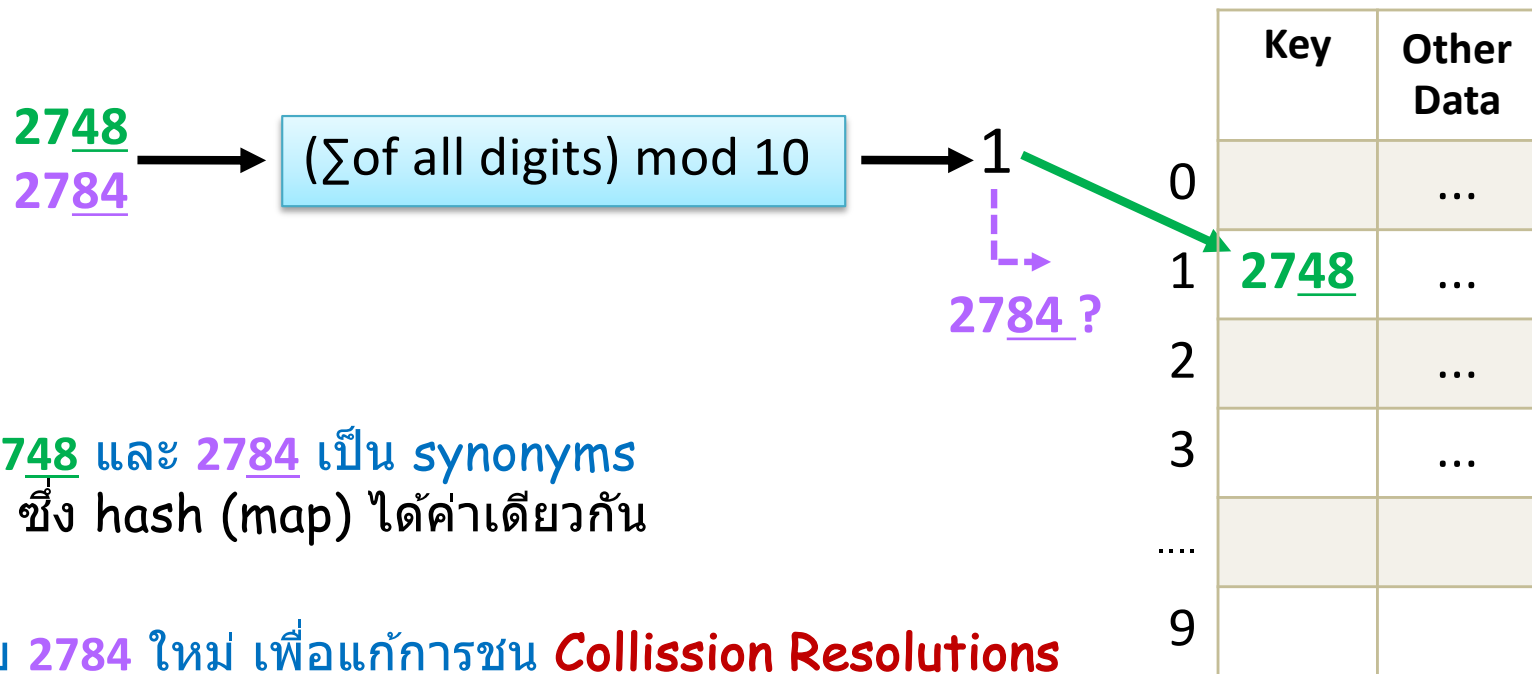 Key Other Data
2748
2784
(∑of all digits) mod 10
1
2784 ?
0 ...
1 2748 ...
2 ...
3 ...
....
9
748 และ 2784 เป็น synonyms
ซึ่ง hash (map) ได้ค่าเดียวกัน
2784 ใหม่ เพื่อแก้การชน Collission Resolutions